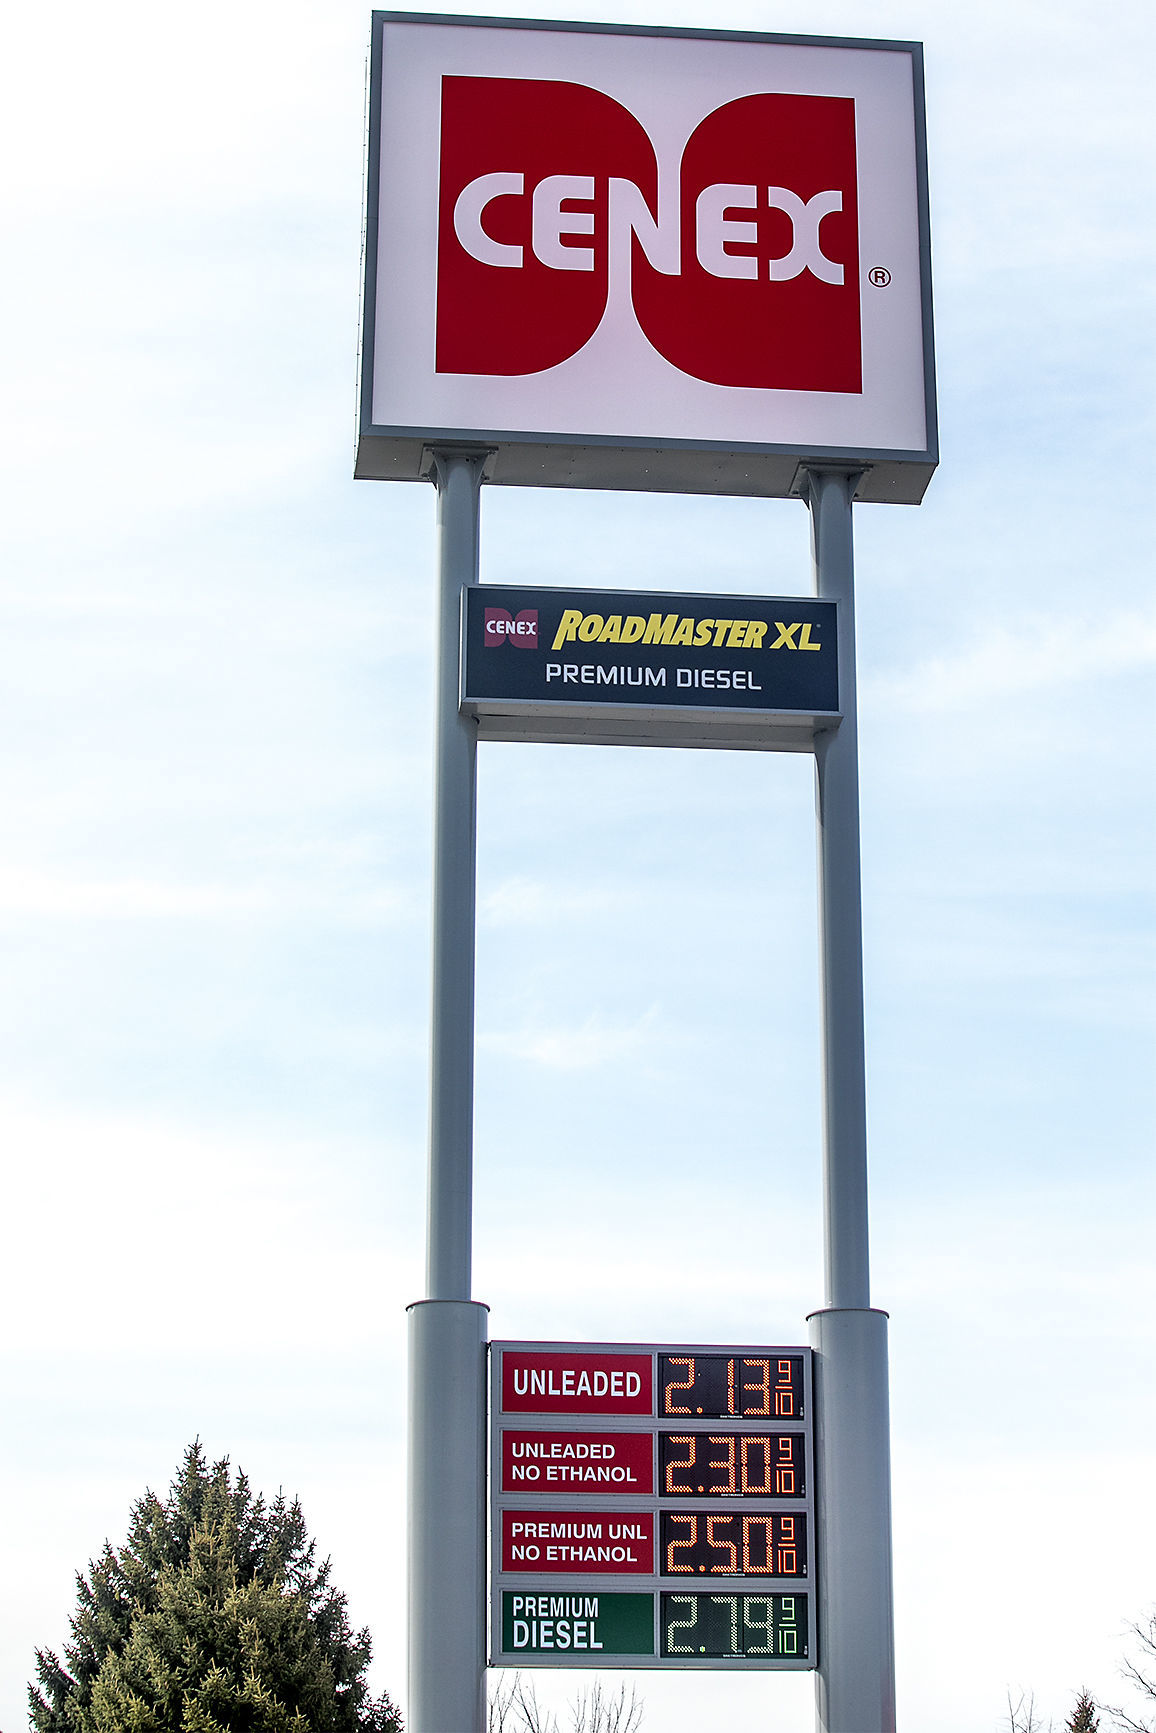 CENEX®
CENEX ROADMASTER XL
PREMIUM DIESEL
UNLEADED 2.13 9/10
UNLEADED
NO ETHANOL 2.30 9/10
PREMIUM UNL
NO ETHANOL 2.50 9/10
PREMIUM
DIESEL 2.79 9/10